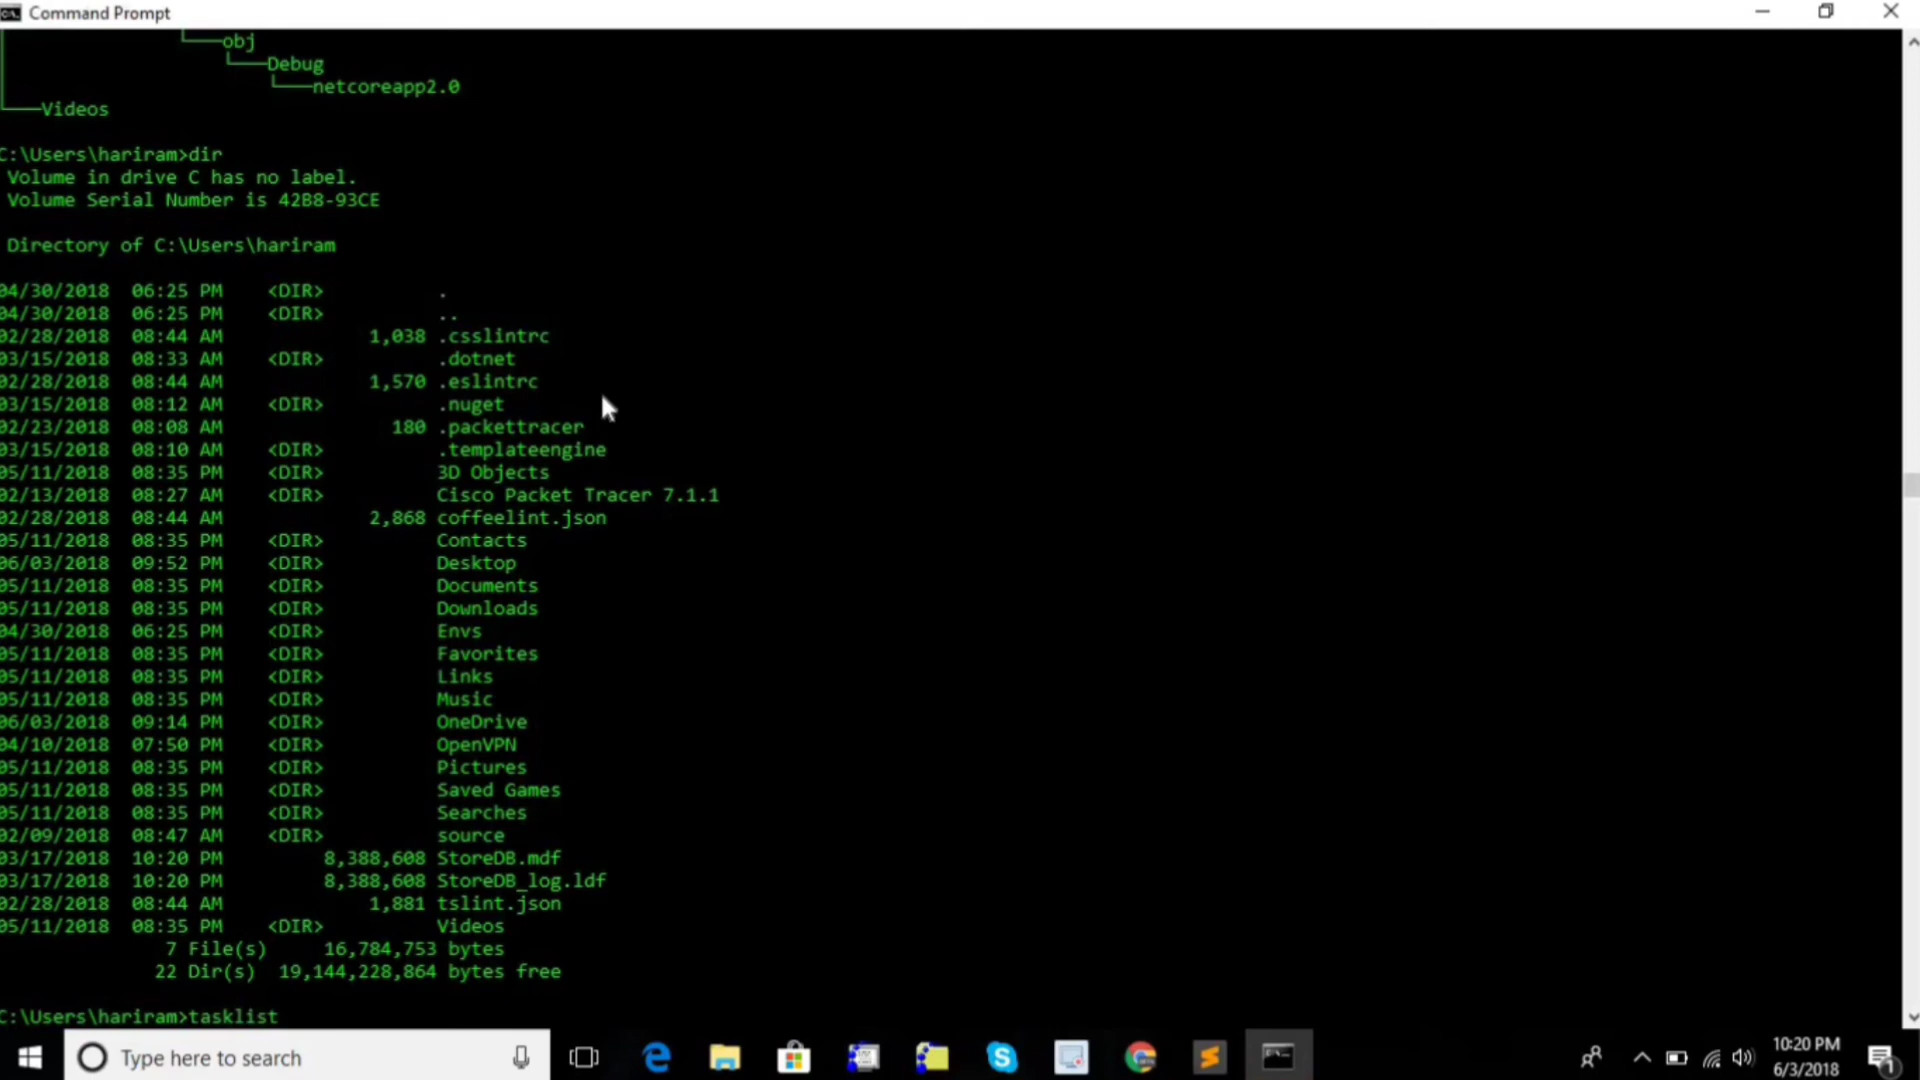 Command Prompt
└───obj
└───Debug
└───netcoreapp2.0
└───Videos
C:\Users\hariram>dir
Volume in drive C has no label.
Volume Serial Number is 42B8-93CE
Directory of C:\Users\hariram
04/30/2018  06:25 PM    <DIR>          .
04/30/2018  06:25 PM    <DIR>          ..
02/28/2018  08:44 AM             1,038 .csslintrc
03/15/2018  08:33 AM    <DIR>          .dotnet
02/28/2018  08:44 AM             1,570 .eslintrc
03/15/2018  08:12 AM    <DIR>          .nuget
02/23/2018  08:08 AM               180 .packettracer
03/15/2018  08:10 AM    <DIR>          .templateengine
05/11/2018  08:35 PM    <DIR>          3D Objects
02/13/2018  08:27 AM    <DIR>          Cisco Packet Tracer 7.1.1
02/28/2018  08:44 AM             2,868 coffeelint.json
05/11/2018  08:35 PM    <DIR>          Contacts
06/03/2018  09:52 PM    <DIR>          Desktop
05/11/2018  08:35 PM    <DIR>          Documents
05/11/2018  08:35 PM    <DIR>          Downloads
04/30/2018  06:25 PM    <DIR>          Envs
05/11/2018  08:35 PM    <DIR>          Favorites
05/11/2018  08:35 PM    <DIR>          Links
05/11/2018  08:35 PM    <DIR>          Music
06/03/2018  09:14 PM    <DIR>          OneDrive
04/10/2018  07:50 PM    <DIR>          OpenVPN
05/11/2018  08:35 PM    <DIR>          Pictures
05/11/2018  08:35 PM    <DIR>          Saved Games
05/11/2018  08:35 PM    <DIR>          Searches
02/09/2018  08:47 AM    <DIR>          source
03/17/2018  10:20 PM         8,388,608 StoreDB.mdf
03/17/2018  10:20 PM         8,388,608 StoreDB_log.ldf
02/28/2018  08:44 AM             1,881 tslint.json
05/11/2018  08:35 PM    <DIR>          Videos
7 File(s)     16,784,753 bytes
22 Dir(s)  19,144,228,864 bytes free
C:\Users\hariram>tasklist
Type here to search
10:20 PM
6/3/2018
1